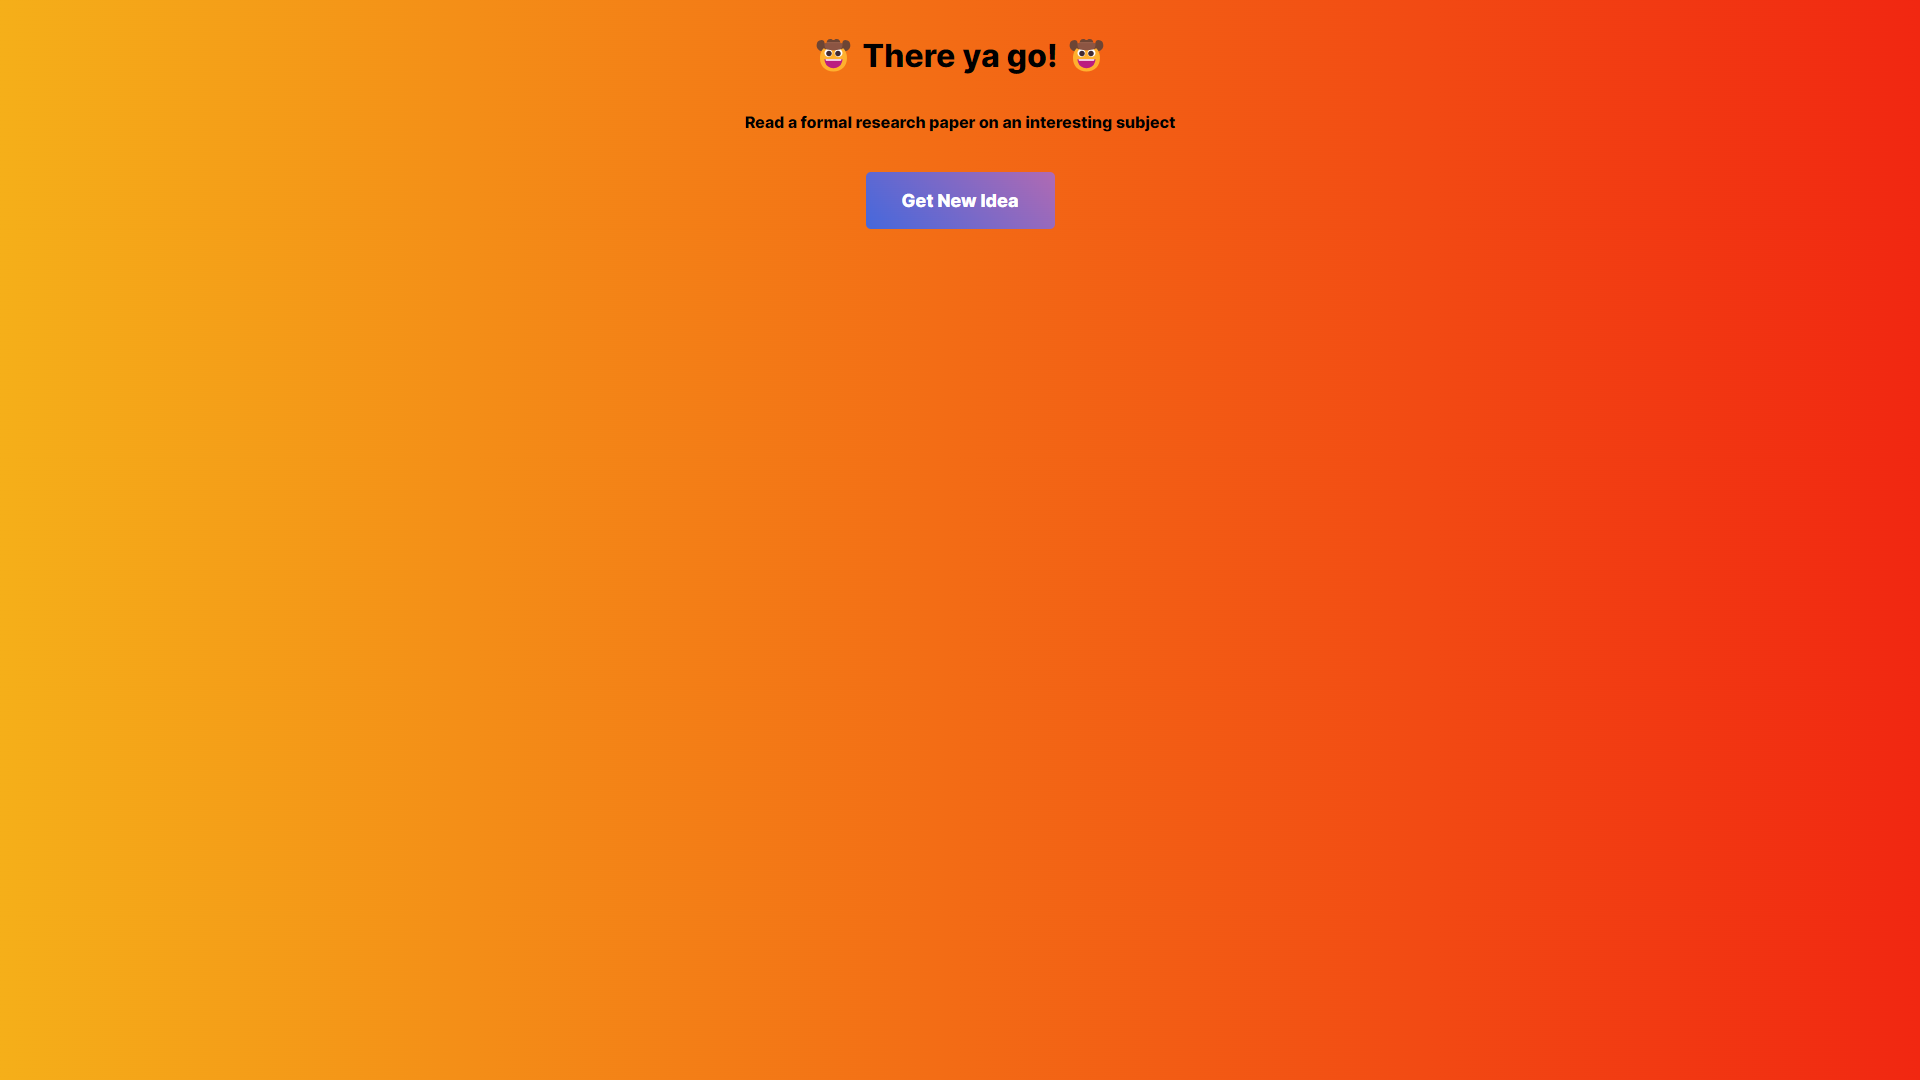 🤠 There ya go! 🤠
Read a formal research paper on an interesting subject
Get New Idea